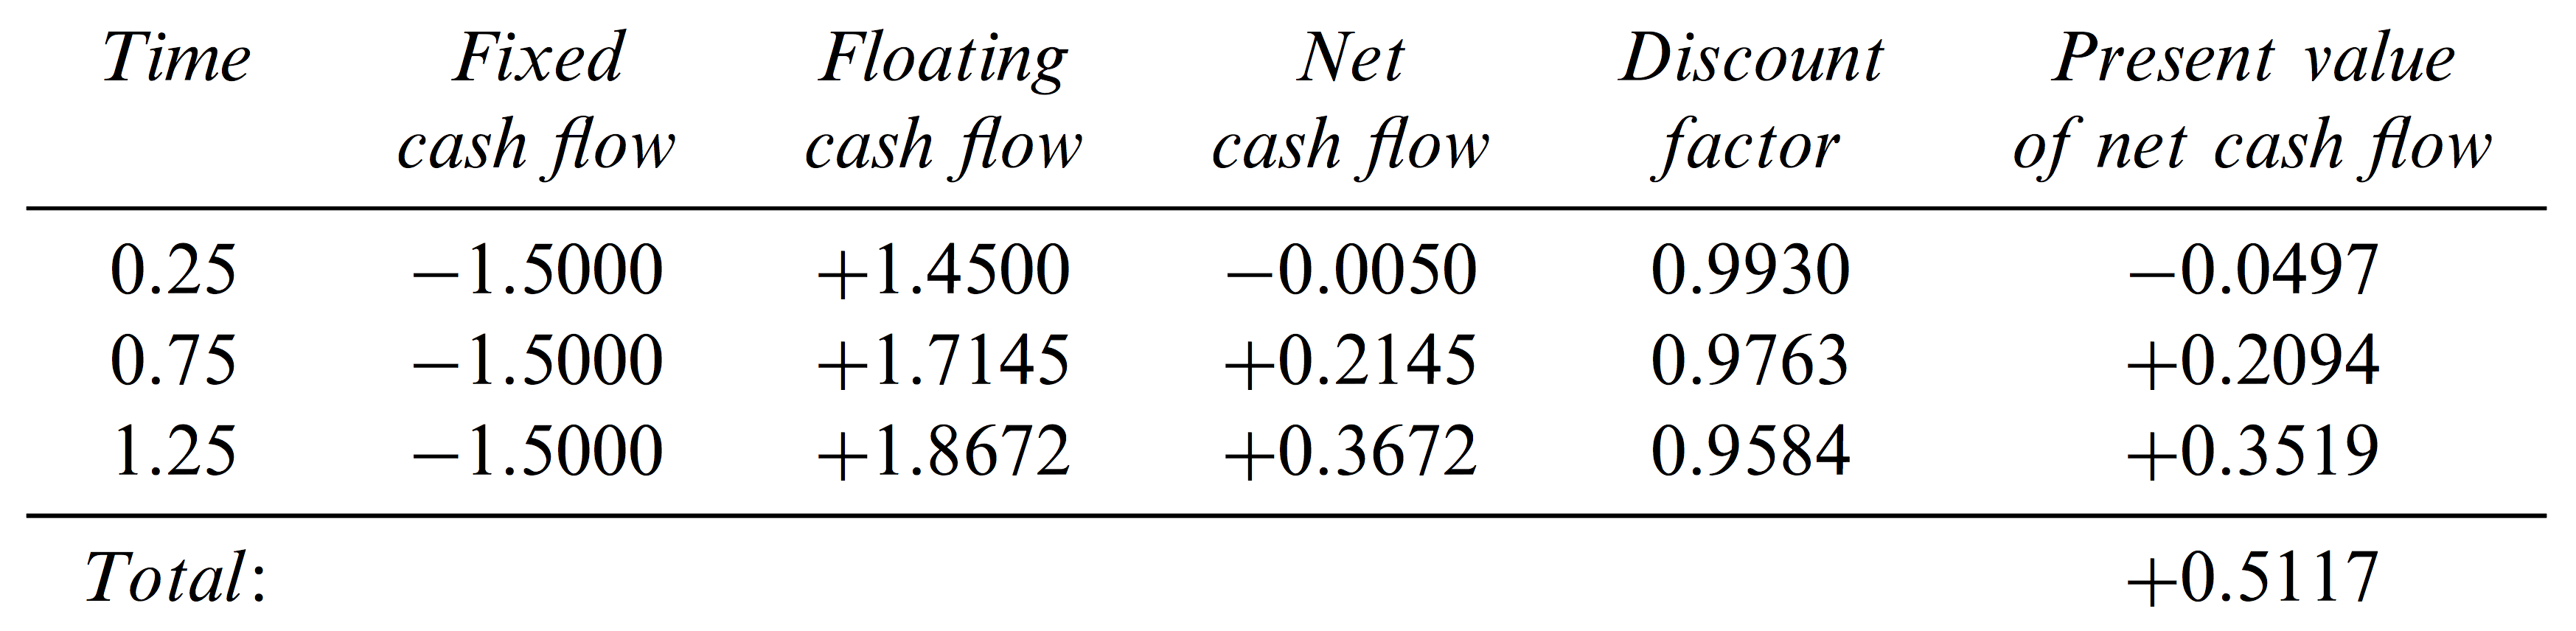 Time Fixed Floating Net Discount Present value
cash flow cash flow cash flow factor of net cash flow
0.25 −1.5000 +1.4500 −0.0050 0.9930 −0.0497
0.75 −1.5000 +1.7145 +0.2145 0.9763 +0.2094
1.25 −1.5000 +1.8672 +0.3672 0.9584 +0.3519
Total: +0.5117